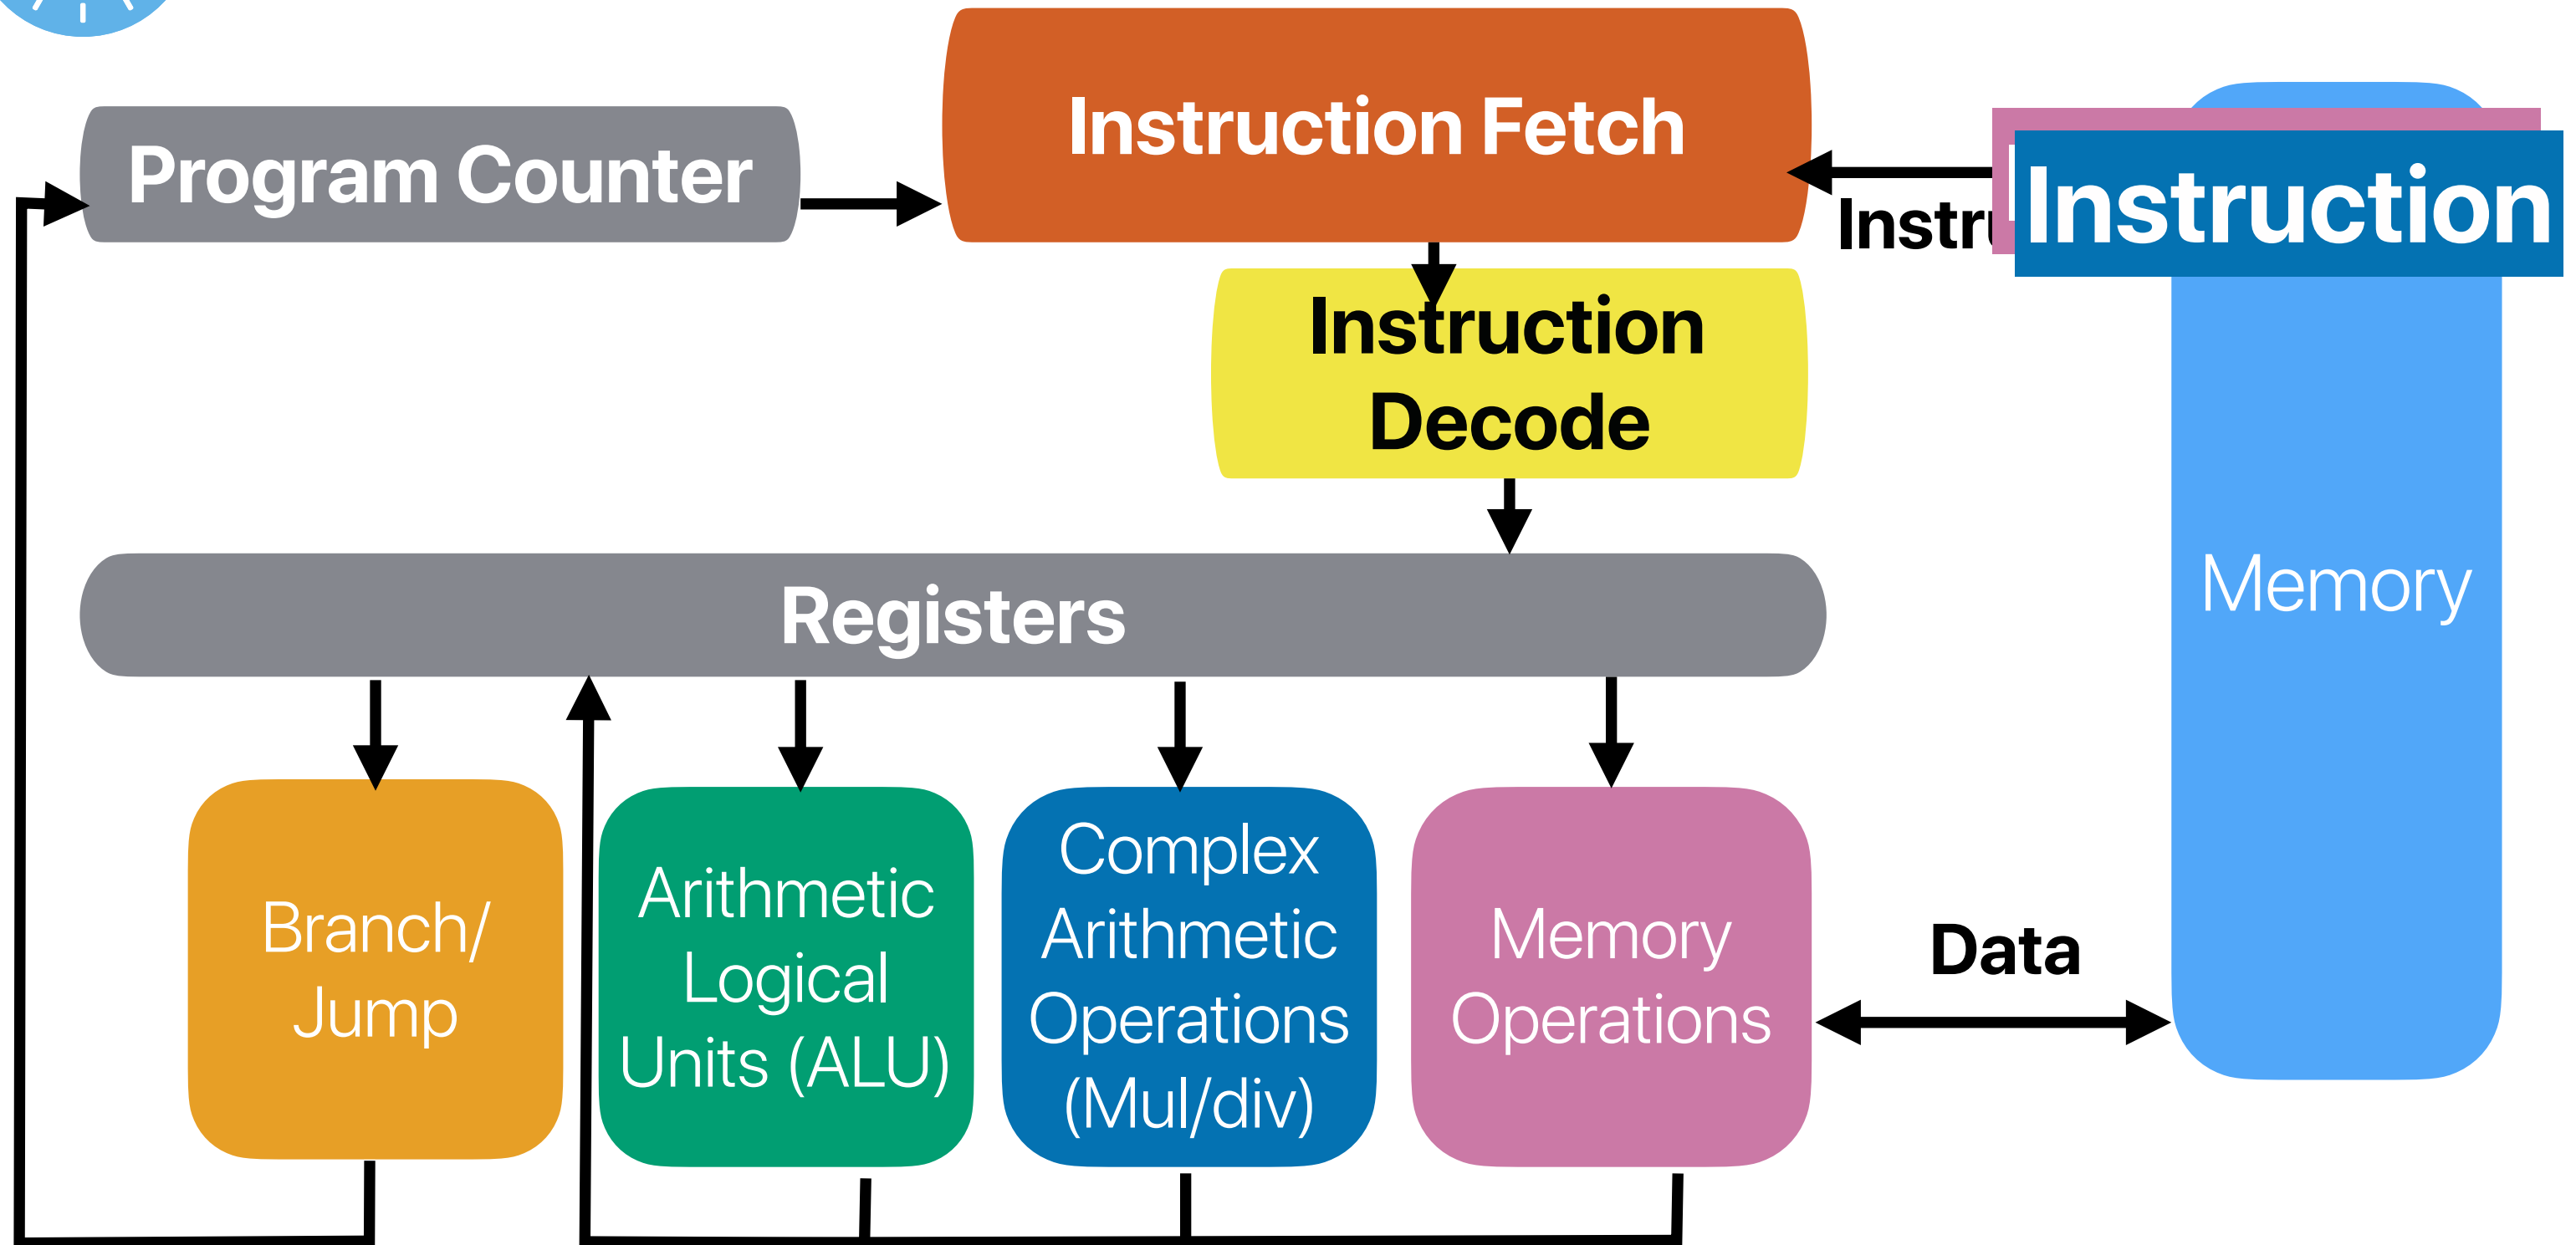 Program Counter
Instruction Fetch
Instr
Instruction
Instruction
Decode
Registers
Memory
Branch/
Jump
Arithmetic
Logical
Units (ALU)
Complex
Arithmetic
Operations
(Mul/div)
Memory
Operations
Data